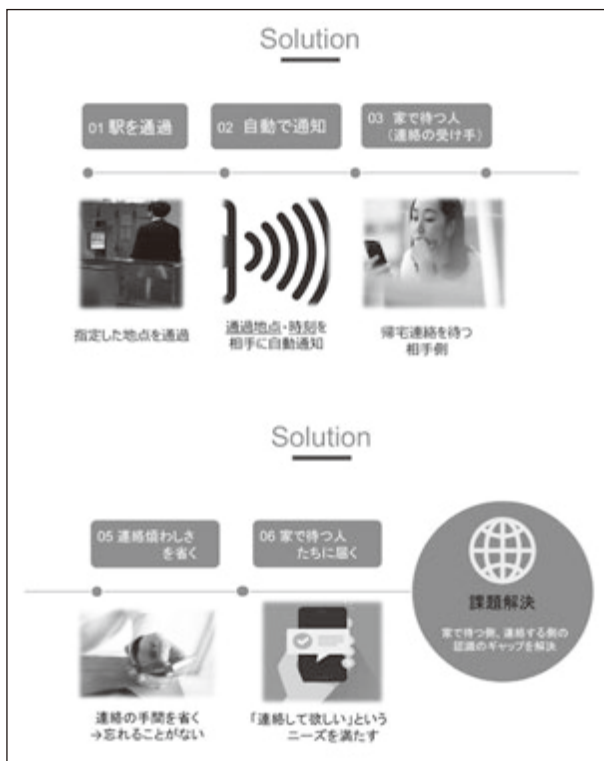 Solution
01 駅を通過
02 自動で通知
03 家で待つ人
(連絡の受け手)
指定した地点を通過
通過地点・時刻を
相手に自動通知
帰宅連絡を待つ
相手側
Solution
05 連絡煩わしさ
を省く
06 家で待つ人
たちに届く
課題解決
家で待つ側、連絡する側の
認識のギャップを解決
連絡の手間を省く
→忘れることがない
「連絡して欲しい」という
ニーズを満たす